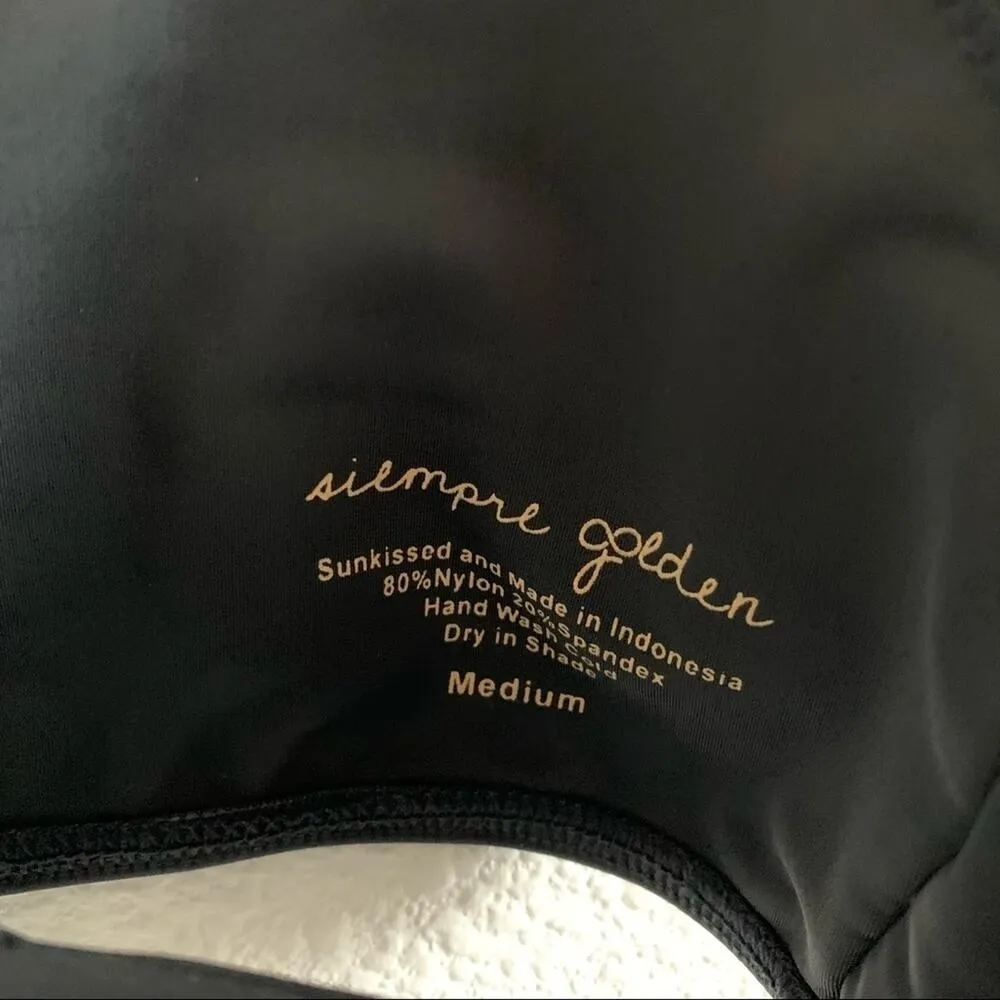 siempre golden
Sunkissed and Made in Indonesia
80%Nylon 20%Spandex
Hand Wash Cold
Dry in Shade
Medium